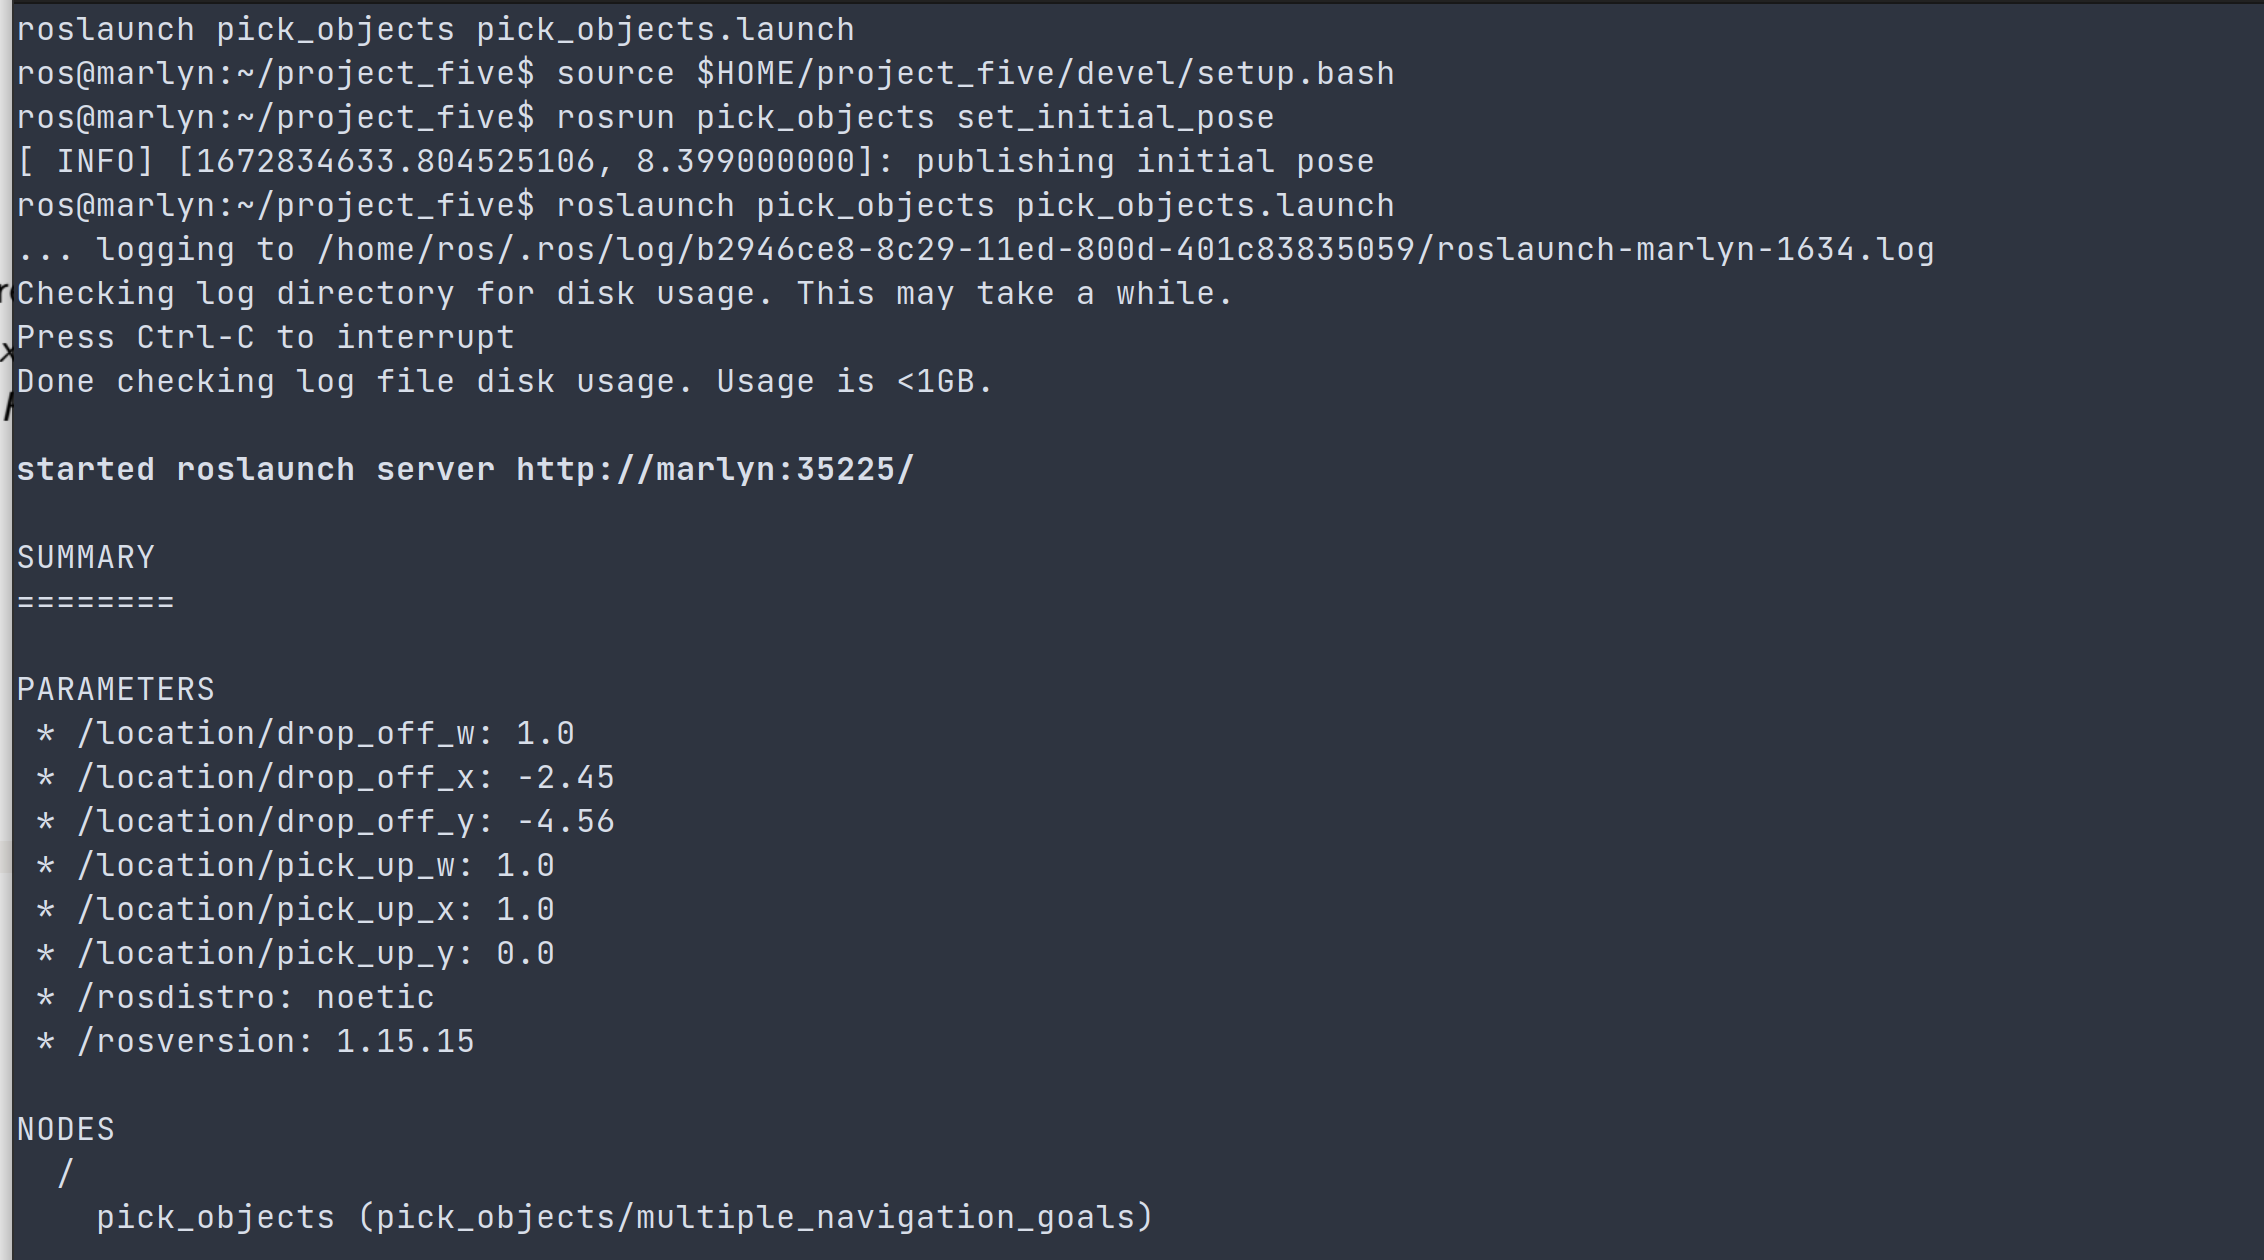 roslaunch pick_objects pick_objects.launch
ros@marlyn:~/project_five$ source $HOME/project_five/devel/setup.bash
ros@marlyn:~/project_five$ rosrun pick_objects set_initial_pose
[ INFO] [1672834633.804525106, 8.399000000]: publishing initial pose
ros@marlyn:~/project_five$ roslaunch pick_objects pick_objects.launch
... logging to /home/ros/.ros/log/b2946ce8-8c29-11ed-800d-401c83835059/roslaunch-marlyn-1634.log
Checking log directory for disk usage. This may take a while.
Press Ctrl-C to interrupt
Done checking log file disk usage. Usage is <1GB.
started roslaunch server http://marlyn:35225/
SUMMARY
========
PARAMETERS
 * /location/drop_off_w: 1.0
 * /location/drop_off_x: -2.45
 * /location/drop_off_y: -4.56
 * /location/pick_up_w: 1.0
 * /location/pick_up_x: 1.0
 * /location/pick_up_y: 0.0
 * /rosdistro: noetic
 * /rosversion: 1.15.15
NODES
  /
    pick_objects (pick_objects/multiple_navigation_goals)